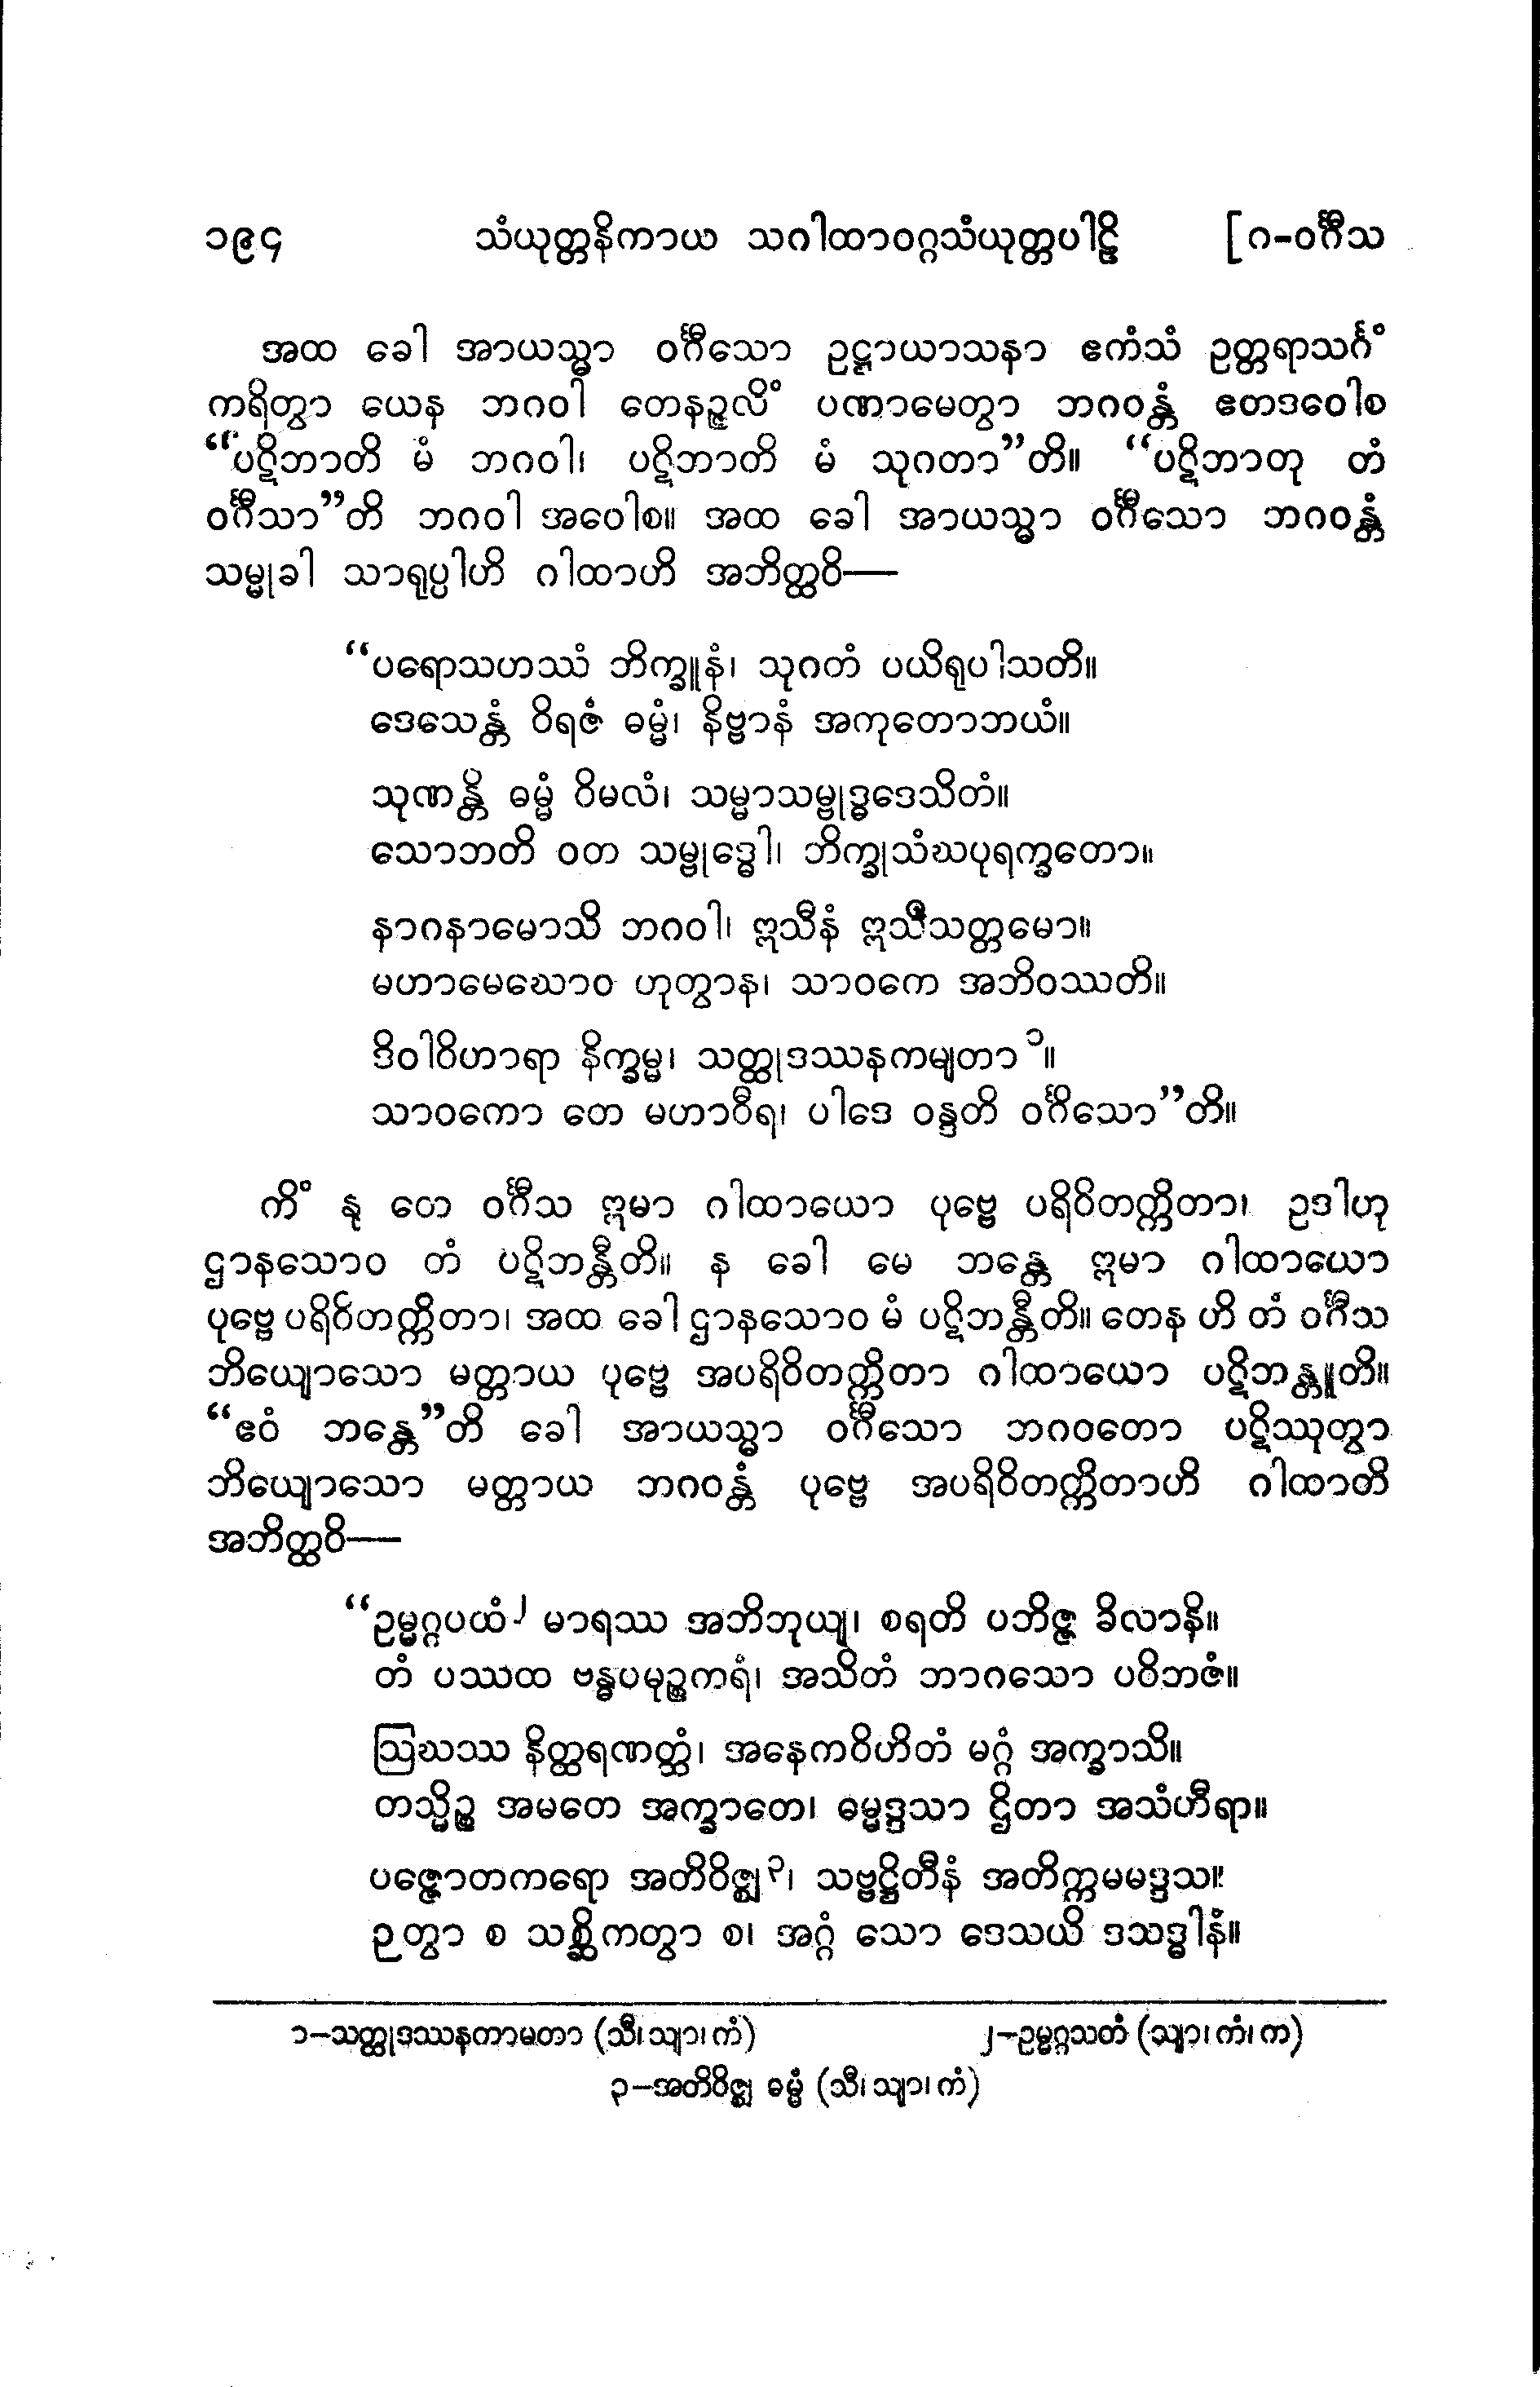 ၁၉၄ သံယုတ္တနိကာယ သဂါထာဝဂ္ဂသံယုတ္တပါဠိ [ ဂ-ဝင်္ဂီသ
အထ ခေါ အာယသ္မာ ဝင်္ဂီသော ဥဋ္ဌာယာသနာ ဧကံသံ ဥတ္တရာသင်္ဂံ
ကရိတွာ ယေန ဘဂဝါ တေနဉ္ဇလိံ ပဏာမေတွာ ဘဂဝန္တံ ဧတဒဝေါစ
“ပဋိဘာတိ မံ ဘဂဝါ၊ ပဋိဘာတိ မံ သုဂတာ”တိ။ “ပဋိဘာတု တံ
ဝင်္ဂီသာ”တိ ဘဂဝါ အဝေါစ။ အထ ခေါ အာယသ္မာ ဝင်္ဂီသော ဘဂဝန္တံ
သမ္မုခါ သာရုပ္ပါဟိ ဂါထာဟိ အဘိတ္ထဝိ—
“ပရောသဟဿံ ဘိက္ခူနံ၊ သုဂတံ ပယိရုပါသတိ။
ဒေသေန္တံ ဝိရဇံ ဓမ္မံ၊ နိဗ္ဗာနံ အကုတောဘယံ။
သုဏန္တိ ဓမ္မံ ဝိမလံ၊ သမ္မာသမ္ဗုဒ္ဓဒေသိတံ။
သောဘတိ ဝတ သမ္ဗုဒ္ဓေါ၊ ဘိက္ခုသံဃပုရက္ခတော။
နာဂနာမောသိ ဘဂဝါ၊ ဣသီနံ ဣသိသတ္တမော။
မဟာမေဃောဝ ဟုတွာန၊ သာဝကေ အဘိဝဿတိ။
ဒိဝါဝိဟာရာ နိက္ခမ္မ၊ သတ္ထုဒဿနကမျတာ ၁။
သာဝကော တေ မဟာဝီရ၊ ပါဒေ ဝန္ဒတိ ဝင်္ဂီသော”တိ။
ကိံ နု တေ ဝင်္ဂီသ ဣမာ ဂါထာယော ပုဗ္ဗေ ပရိဝိတက္ကိတာ၊ ဥဒါဟု
ဌာနသောဝ တံ ပဋိဘန္တီတိ။ န ခေါ မေ ဘန္တေ ဣမာ ဂါထာယော
ပုဗ္ဗေ ပရိဝိတက္ကိတာ၊ အထ ခေါ ဌာနသောဝ မံ ပဋိဘန္တီတိ။ တေန ဟိ တံ ဝင်္ဂီသ
ဘိယျောသော မတ္တာယ ပုဗ္ဗေ အပရိဝိတက္ကိတာ ဂါထာယော ပဋိဘန္တူတိ။
“ဧဝံ ဘန္တေ”တိ ခေါ အာယသ္မာ ဝင်္ဂီသော ဘဂဝတော ပဋိဿုတွာ
ဘိယျောသော မတ္တာယ ဘဂဝန္တံ ပုဗ္ဗေ အပရိဝိတက္ကိတာဟိ ဂါထာတိ
အဘိတ္ထဝိ—
“ဥမ္မဂ္ဂပထံ ၂ မာရဿ အဘိဘုယျ၊ စရတိ ပဘိဇ္ဇ ခိလာနိ။
တံ ပဿထ ဗန္ဓပမုဉ္စကရံ၊ အသိတံ ဘာဂသော ပဝိဘဇံ။
ဩဃဿ နိတ္ထရဏတ္ထံ၊ အနေကဝိဟိတံ မဂ္ဂံ အက္ခာသိ။
တသ္မိဉ္စ အမတေ အက္ခာတေ၊ ဓမ္မဒ္ဒသာ ဌိတာ အသံဟီရာ။
ပဇ္ဇောတကရော အတိဝိဇ္ဈ ၃၊ သဗ္ဗဋ္ဌိတီနံ အတိက္ကမမဒ္ဒသ။
ဉတွာ စ သစ္ဆိကတွာ စ၊ အဂ္ဂံ သော ဒေသယိ ဒသဒ္ဓါနံ။
၁-သတ္ထုဒဿနကာမတာ (သီ၊ သျာ၊ ကံ) ၂-ဥမ္မဂ္ဂသတံ (သျာ၊ ကံ၊ က)
၃-အတိဝိဇ္ဈ ဓမ္မံ (သီ၊ သျာ၊ ကံ)